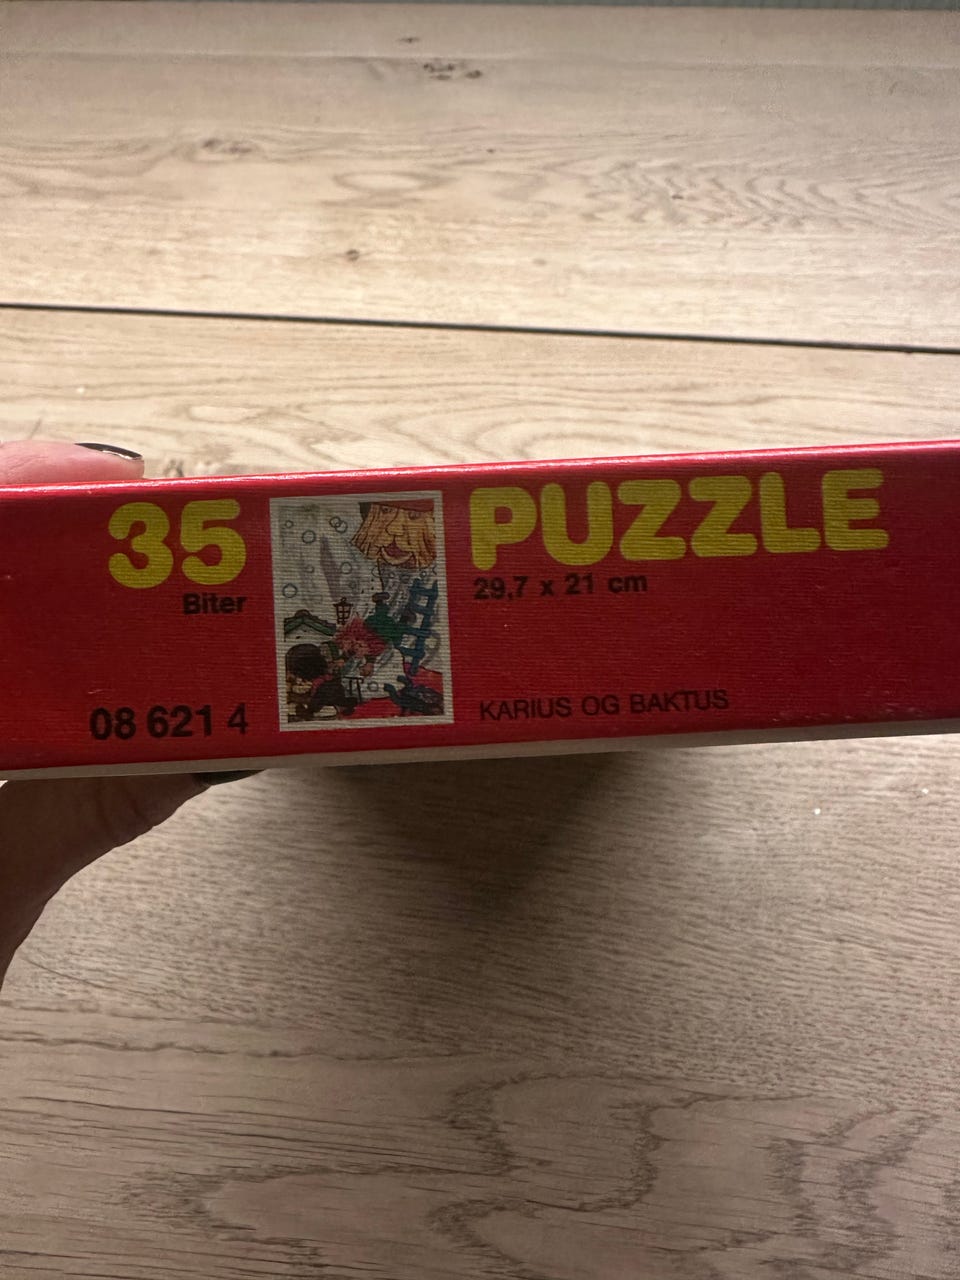 35
Biter
08 621 4
PUZZLE
29,7 x 21 cm
KARIUS OG BAKTUS